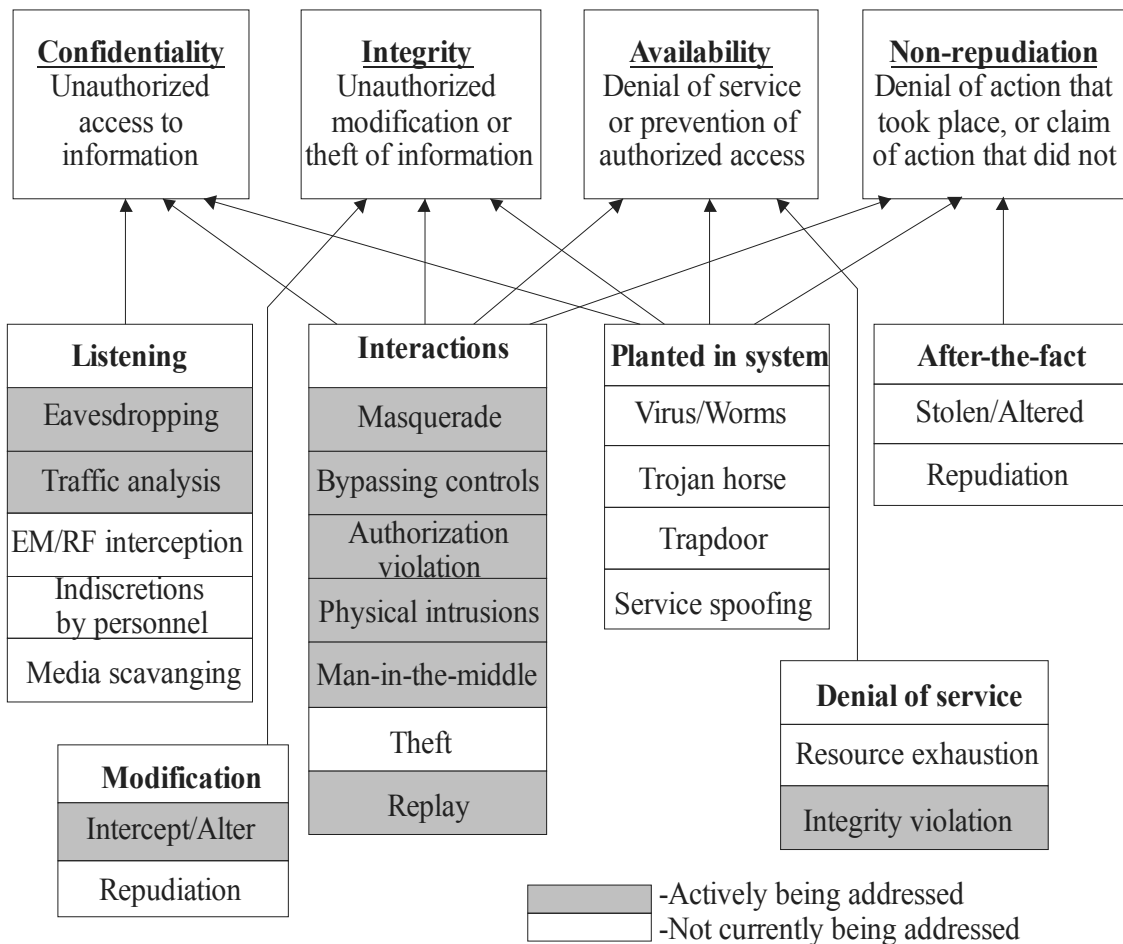 Confidentiality
Unauthorized
access to
information
Integrity
Unauthorized
modification or
theft of information
Availability
Denial of service
or prevention of
authorized access
Non-repudiation
Denial of action that
took place, or claim
of action that did not
Listening
Eavesdropping
Traffic analysis
EM/RF interception
Indiscretions
by personnel
Media scavanging
Interactions
Masquerade
Bypassing controls
Authorization
violation
Physical intrusions
Man-in-the-middle
Theft
Replay
Planted in system
Virus/Worms
Trojan horse
Trapdoor
Service spoofing
After-the-fact
Stolen/Altered
Repudiation
Modification
Intercept/Alter
Repudiation
Denial of service
Resource exhaustion
Integrity violation
-Actively being addressed
-Not currently being addressed